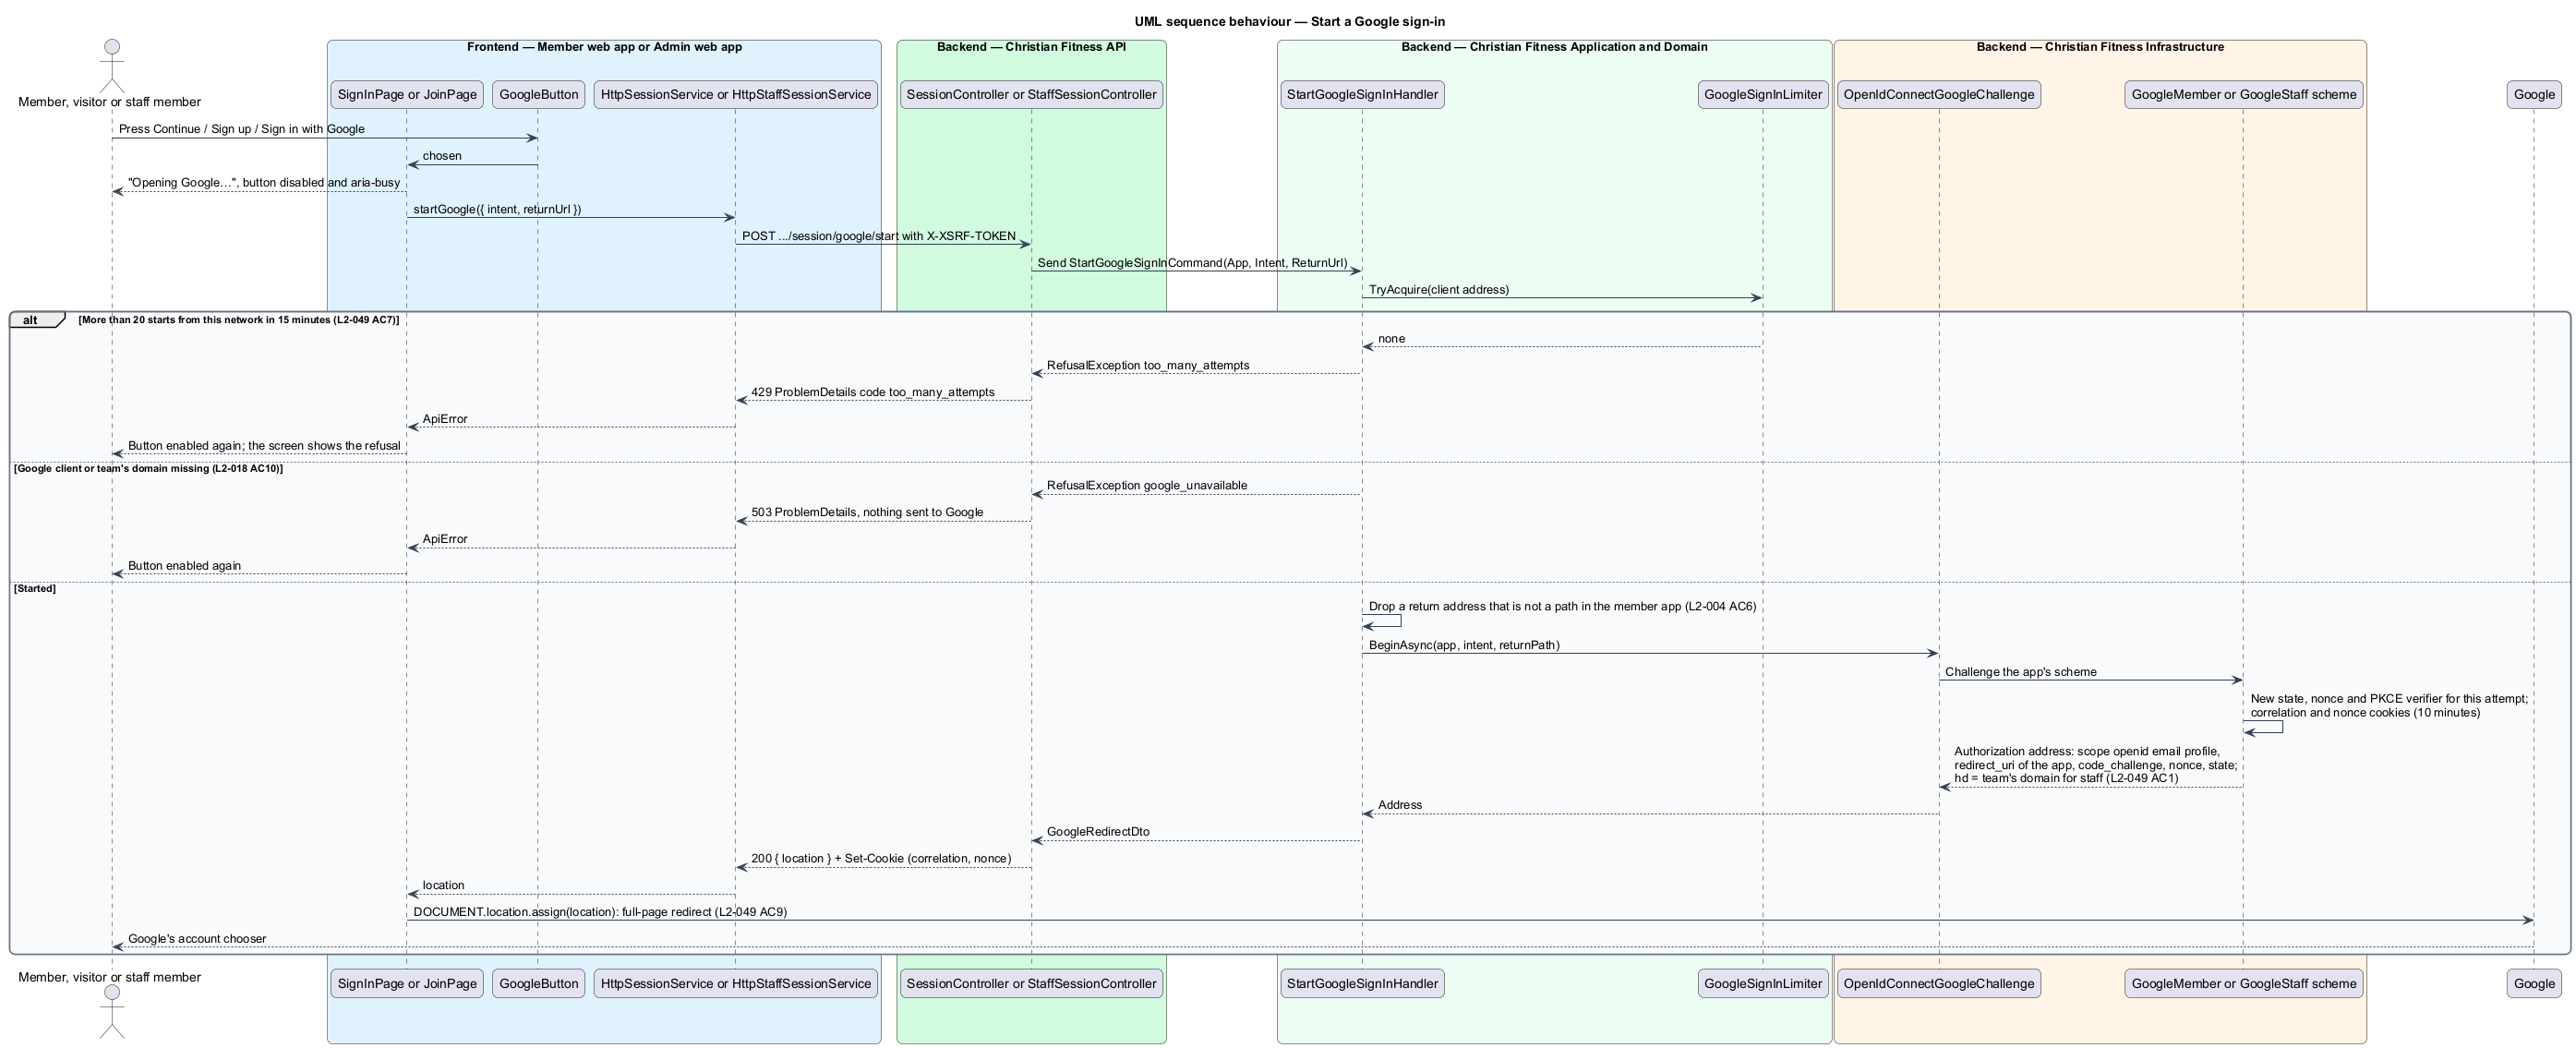 UML sequence behaviour — Start a Google sign-in
Frontend — Member web app or Admin web app
Backend — Christian Fitness API
Backend — Christian Fitness Application and Domain
Backend — Christian Fitness Infrastructure
Member, visitor or staff member
SignInPage or JoinPage
GoogleButton
HttpSessionService or HttpStaffSessionService
SessionController or StaffSessionController
StartGoogleSignInHandler
GoogleSignInLimiter
OpenIdConnectGoogleChallenge
GoogleMember or GoogleStaff scheme
Google
Press Continue / Sign up / Sign in with Google
chosen
"Opening Google…", button disabled and aria-busy
startGoogle({ intent, returnUrl })
POST .../session/google/start with X-XSRF-TOKEN
Send StartGoogleSignInCommand(App, Intent, ReturnUrl)
TryAcquire(client address)
alt
[More than 20 starts from this network in 15 minutes (L2-049 AC7)]
none
RefusalException too_many_attempts
429 ProblemDetails code too_many_attempts
ApiError
Button enabled again; the screen shows the refusal
[Google client or team's domain missing (L2-018 AC10)]
RefusalException google_unavailable
503 ProblemDetails, nothing sent to Google
ApiError
Button enabled again
[Started]
Drop a return address that is not a path in the member app (L2-004 AC6)
BeginAsync(app, intent, returnPath)
Challenge the app's scheme
New state, nonce and PKCE verifier for this attempt;
correlation and nonce cookies (10 minutes)
Authorization address: scope openid email profile,
redirect_uri of the app, code_challenge, nonce, state;
hd = team's domain for staff (L2-049 AC1)
Address
GoogleRedirectDto
200 { location } + Set-Cookie (correlation, nonce)
location
DOCUMENT.location.assign(location): full-page redirect (L2-049 AC9)
Google's account chooser
Member, visitor or staff member
SignInPage or JoinPage
GoogleButton
HttpSessionService or HttpStaffSessionService
SessionController or StaffSessionController
StartGoogleSignInHandler
GoogleSignInLimiter
OpenIdConnectGoogleChallenge
GoogleMember or GoogleStaff scheme
Google